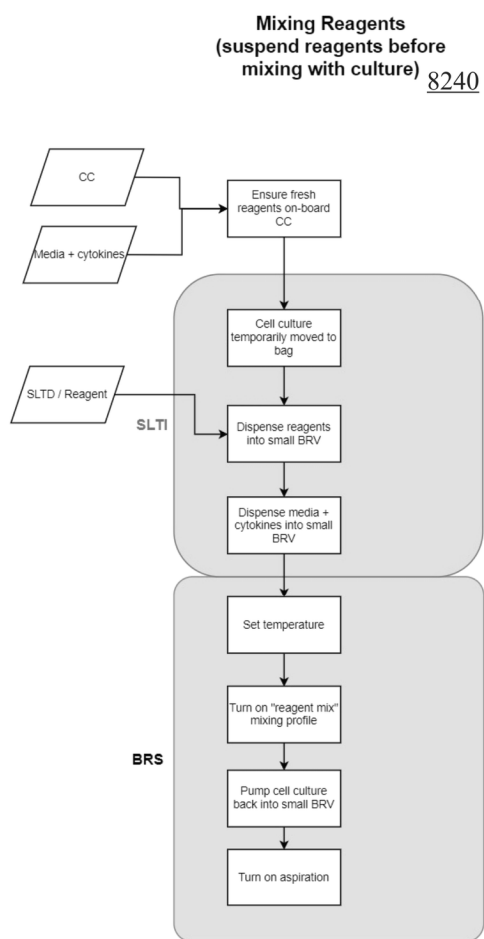 Mixing Reagents
(suspend reagents before
mixing with culture) 8240
CC
Ensure fresh
reagents on-board
CC
Media + cytokines
Cell culture
temporarily moved to
bag
SLTD / Reagent
SLTI
Dispense reagents
into small BRV
Dispense media +
cytokines into small
BRV
Set temperature
Turn on "reagent mix"
mixing profile
BRS
Pump cell culture
back into small BRV
Turn on aspiration